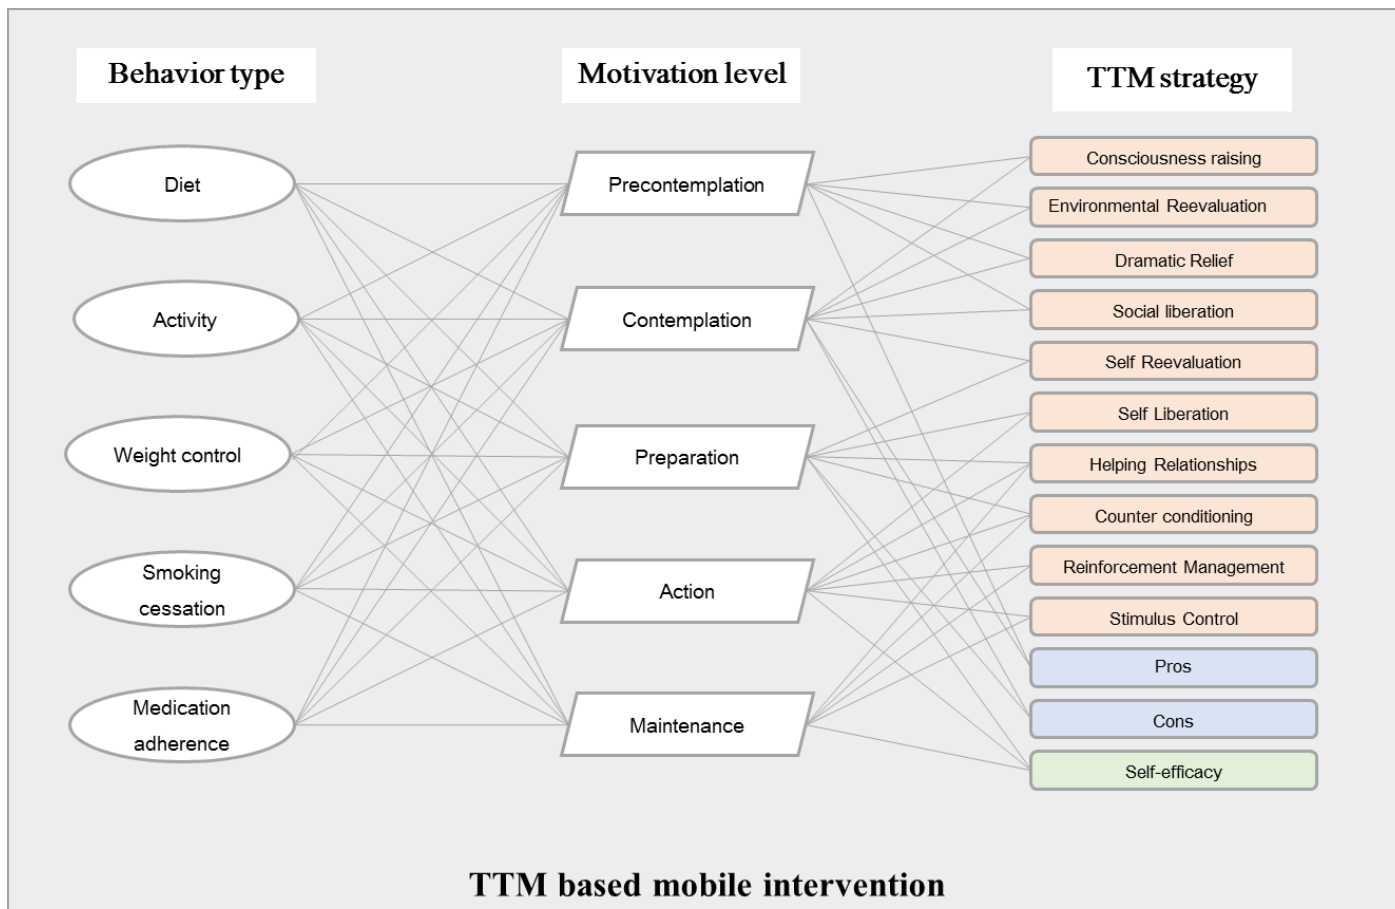 Behavior type
Motivation level
TTM strategy
Diet
Activity
Weight control
Smoking
cessation
Medication
adherence
Precontemplation
Contemplation
Preparation
Action
Maintenance
Consciousness raising
Environmental Reevaluation
Dramatic Relief
Social liberation
Self Reevaluation
Self Liberation
Helping Relationships
Counter conditioning
Reinforcement Management
Stimulus Control
Pros
Cons
Self-efficacy
TTM based mobile intervention